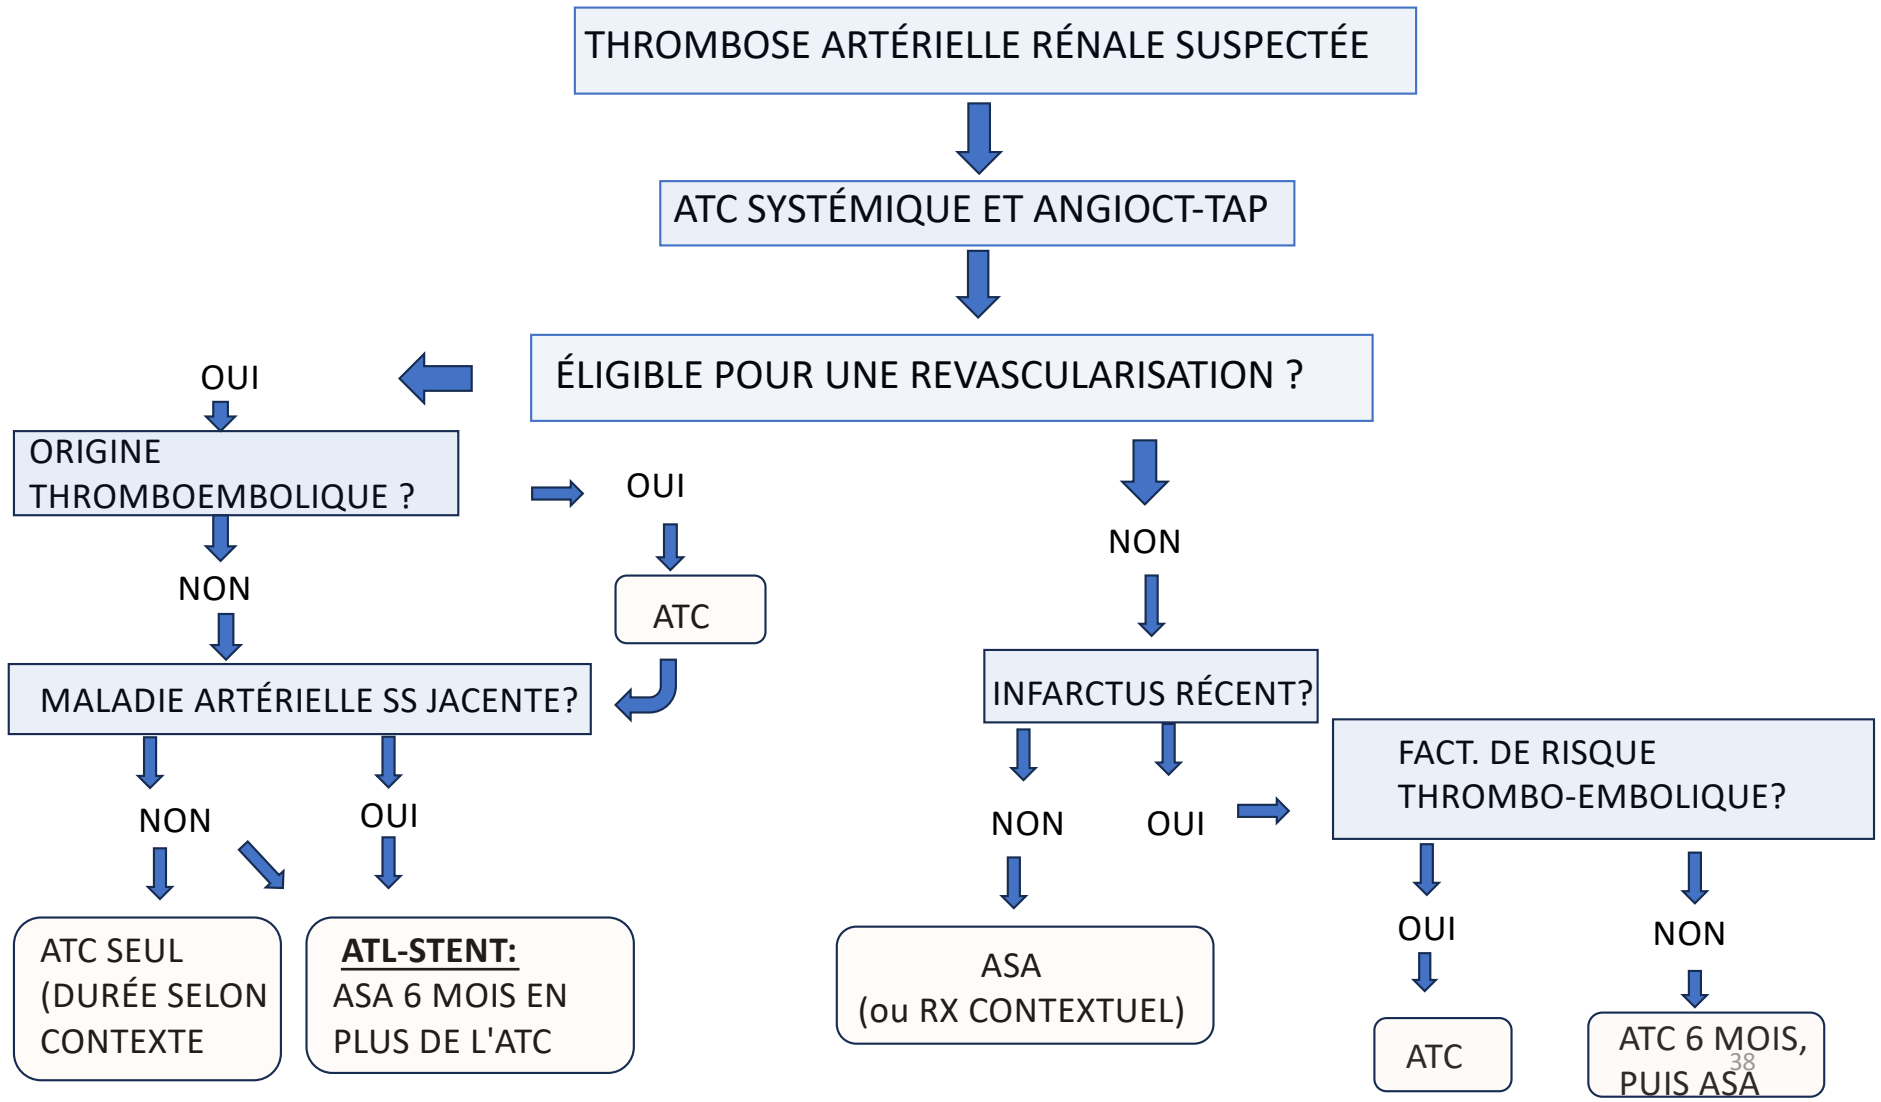 THROMBOSE ARTÉRIELLE RÉNALE SUSPECTÉE
ATC SYSTÉMIQUE ET ANGIOCT-TAP
ÉLIGIBLE POUR UNE REVASCULARISATION ?
OUI
ORIGINE
THROMBOEMBOLIQUE ?
OUI
ATC
NON
MALADIE ARTÉRIELLE SS JACENTE?
NON
OUI
ATC SEUL
(DURÉE SELON
CONTEXTE
ATL-STENT:
ASA 6 MOIS EN
PLUS DE L'ATC
NON
INFARCTUS RÉCENT?
NON
OUI
ASA
(ou RX CONTEXTUEL)
FACT. DE RISQUE
THROMBO-EMBOLIQUE?
OUI
NON
ATC
ATC 6 MOIS,
PUIS ASA
38